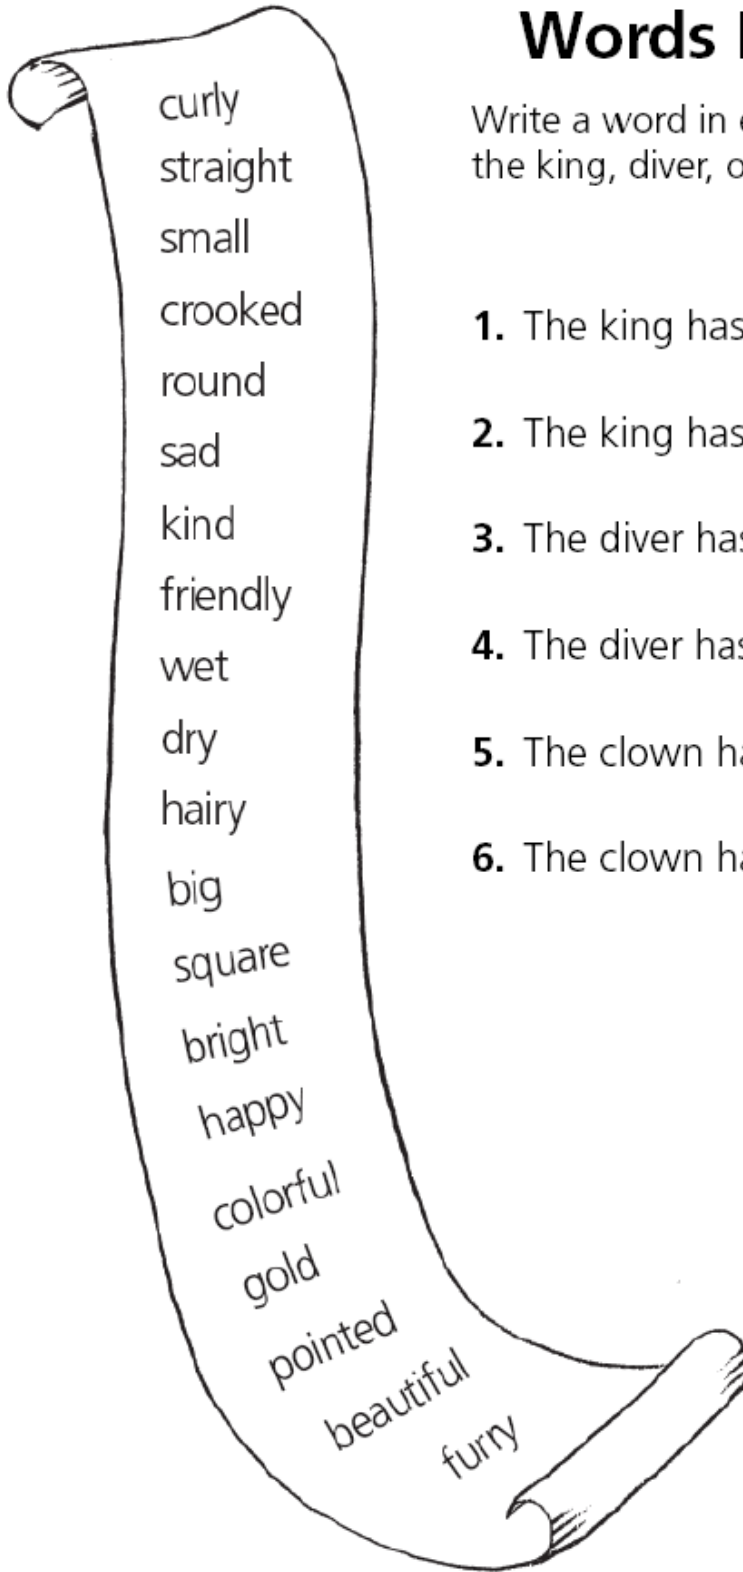 curly
straight
small
crooked
round
sad
kind
friendly
wet
dry
hairy
big
square
bright
happy
colorful
gold
pointed
beautiful
furry
Words
Write a word in
the king, diver,
1. The king has
2. The king has
3. The diver has
4. The diver has
5. The clown
6. The clown